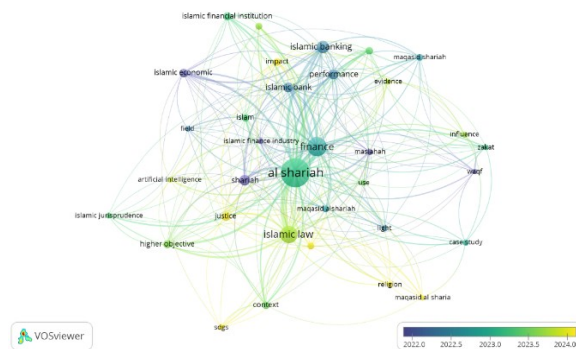 islamic financial institution
islamic banking
maqasid shariah
impact
islamic economic
performance
evidence
islamic bank
islam
field
influence
islamic finance industry
finance
maslahah
zakat
al shariah
waqf
artificial intelligence
shariah
use
islamic jurisprudence
justice
maqasid alshariah
islamic law
light
higher objective
case study
religion
maqasid al sharia
context
sdgs
VOSviewer
2022.0 2022.5 2023.0 2023.5 2024.0